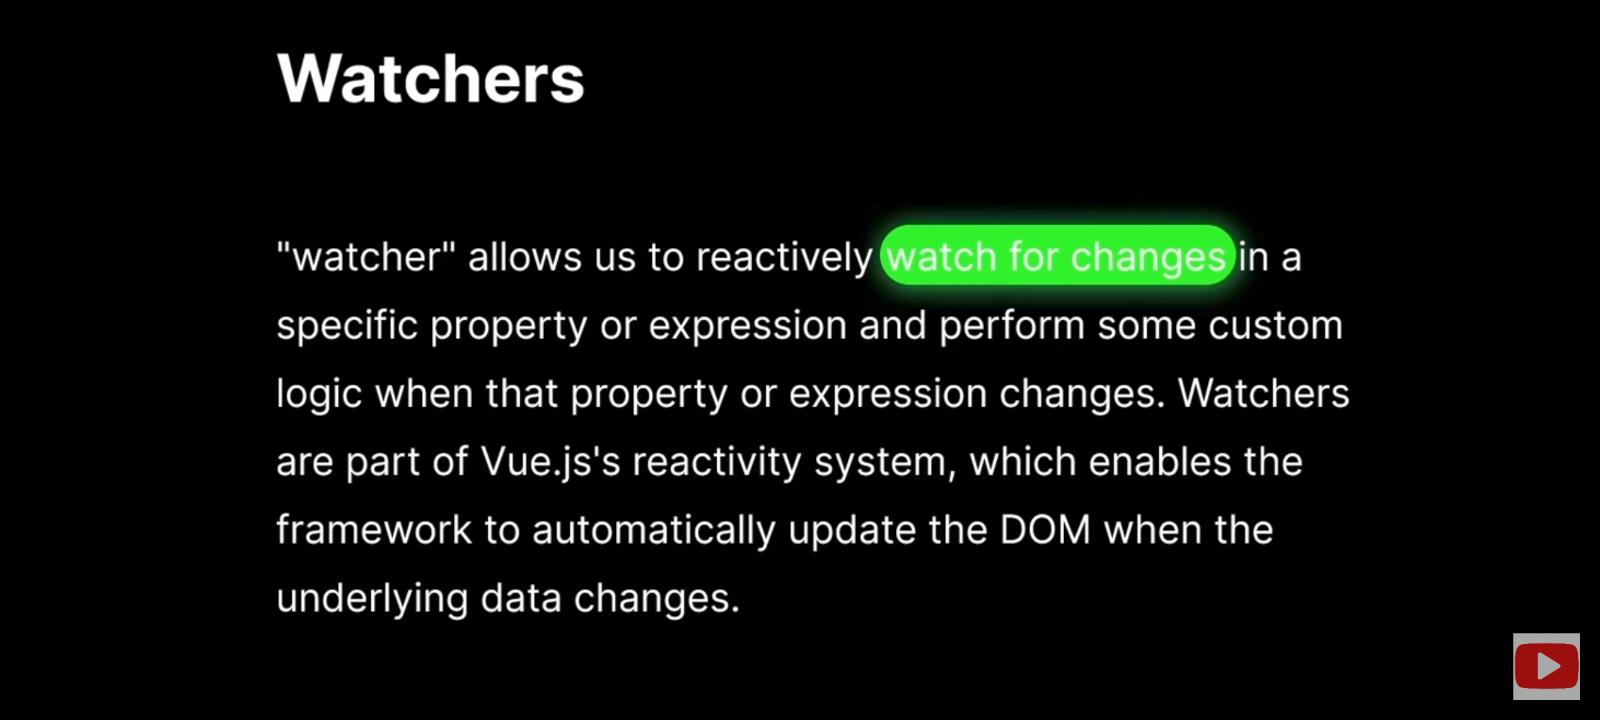 Watchers
"watcher" allows us to reactively watch for changes in a
specific property or expression and perform some custom
logic when that property or expression changes. Watchers
are part of Vue.js's reactivity system, which enables the
framework to automatically update the DOM when the
underlying data changes.